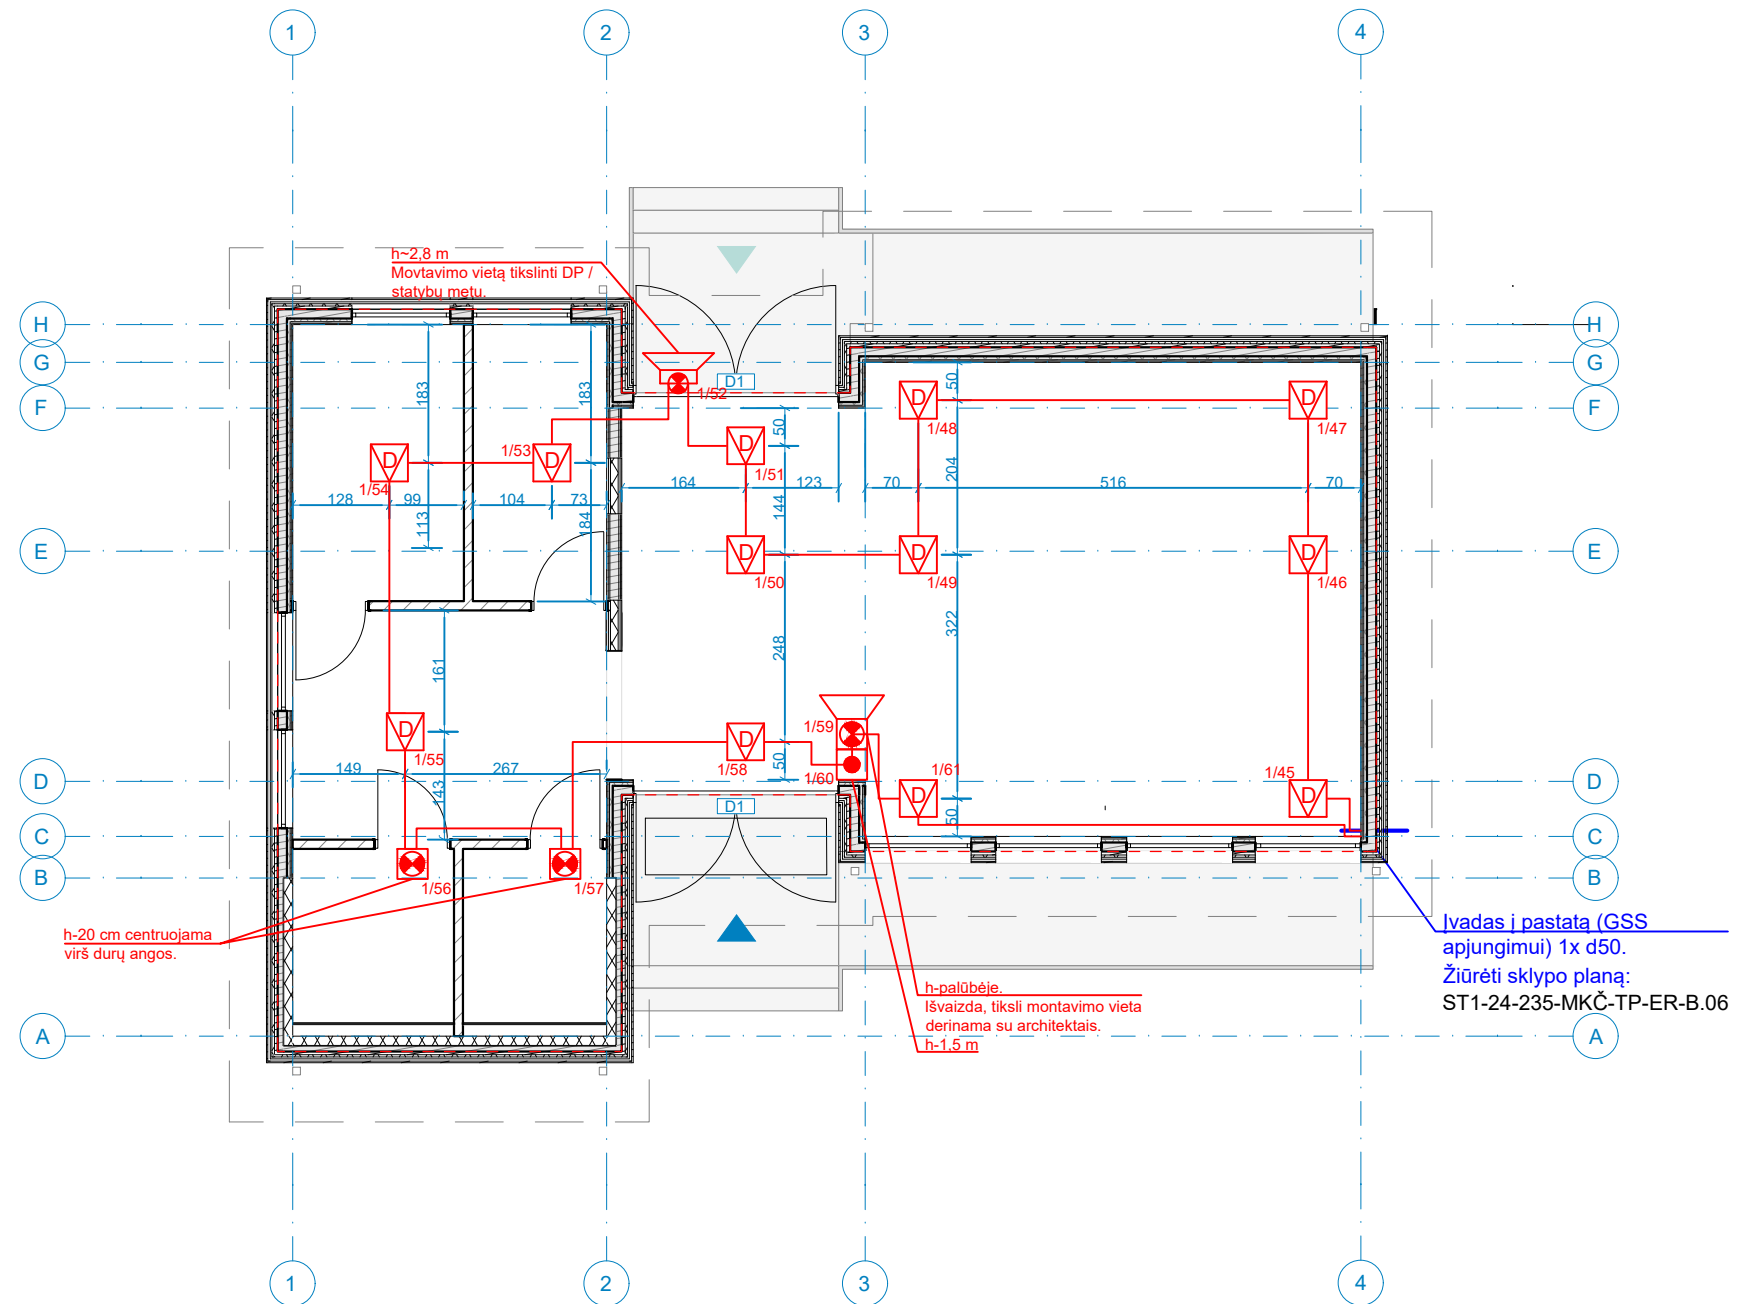 1 2 3 4
h~2,8 m
Movtavimo vietą tikslinti DP /
statybų metu.
H H
G G
D1
1/52
F F
183 183 50 50
D D D
1/48 1/47
D 1/51
1/53 D D
1/54
128 99 104 73 164 123 70 204 516 70
113 184 144
E E
D D D D
1/50 1/49 1/46
161 248 322
1/59
D D
1/55 1/58 1/60 1/61 1/45
149 267 143 50 50
D D
D D
D1
C C
1/56 1/57
B B
h-20 cm centruojama
virš durų angos.
Įvadas į pastatą (GSS
apjungimui) 1x d50.
Žiūrėti sklypo planą:
ST1-24-235-MKČ-TP-ER-B.06
h-palūbėje.
Išvaizda, tiksli montavimo vieta
derinama su architektais.
h-1,5 m
A A
1 2 3 4